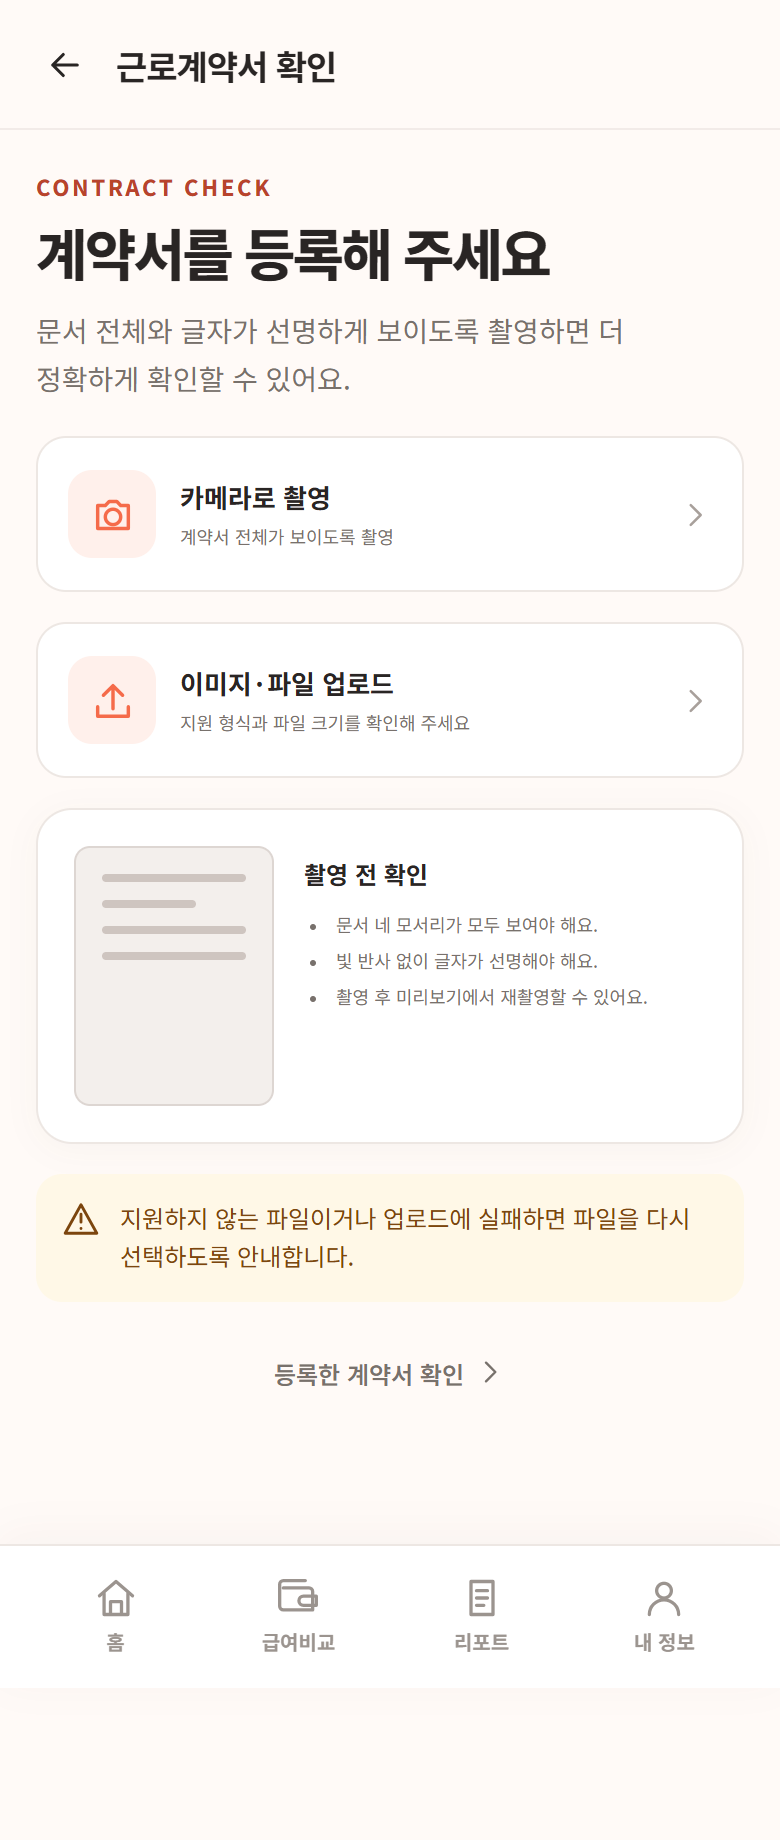 근로계약서 확인
CONTRACT CHECK
계약서를 등록해 주세요
문서 전체와 글자가 선명하게 보이도록 촬영하면 더
정확하게 확인할 수 있어요.
카메라로 촬영
계약서 전체가 보이도록 촬영
이미지·파일 업로드
지원 형식과 파일 크기를 확인해 주세요
촬영 전 확인
• 문서 네 모서리가 모두 보여야 해요.
• 빛 반사 없이 글자가 선명해야 해요.
• 촬영 후 미리보기에서 재촬영할 수 있어요.
지원하지 않는 파일이거나 업로드에 실패하면 파일을 다시
선택하도록 안내합니다.
등록한 계약서 확인
홈
급여비교
리포트
내 정보